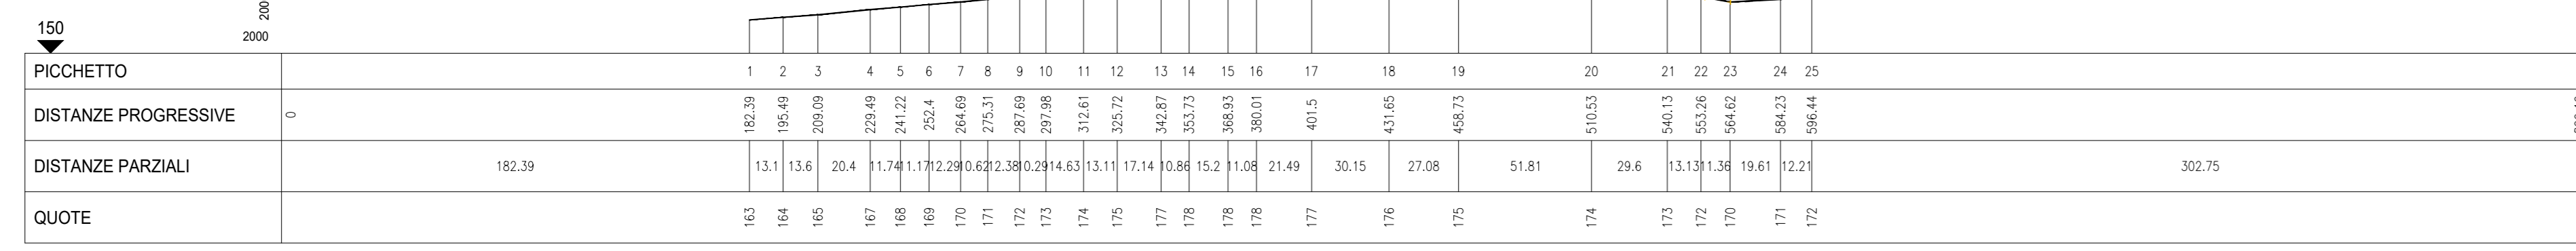 200
150
2000
PICCHETTO 1 2 3 4 5 6 7 8 9 10 11 12 13 14 15 16 17 18 19 20 21 22 23 24 25
DISTANZE PROGRESSIVE 0 182.39 195.49 209.09 229.49 241.22 252.4 264.69 275.31 287.69 297.98 312.61 325.72 342.87 353.73 368.93 380.01 401.5 431.65 458.73 510.53 540.13 553.26 564.62 584.23 596.44
DISTANZE PARZIALI 182.39 13.1 13.6 20.4 11.74 11.17 12.29 10.62 12.38 10.29 14.63 13.11 17.14 10.86 15.2 11.08 21.49 30.15 27.08 51.81 29.6 13.13 11.36 19.61 12.21 302.75
QUOTE 163 164 165 167 168 169 170 171 172 173 174 175 177 178 178 178 177 176 175 174 173 172 170 171 172